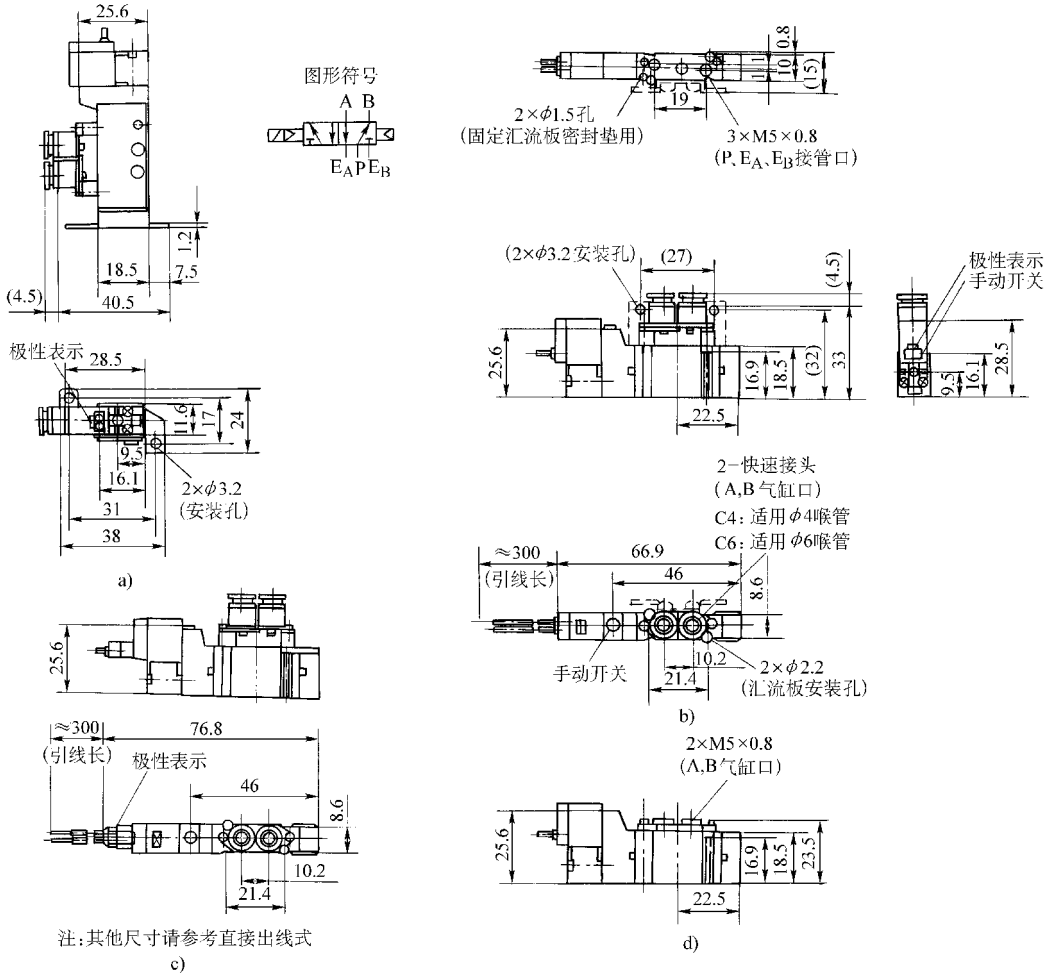 25.6
图形符号
A B
EA P EB
1.2
18.5
7.5
(4.5)
40.5
极性表示
28.5
11.6
17
24
9.5
16.1
2×φ3.2
(安装孔)
31
38
a)
25.6
≈300
76.8
(引线长)
极性表示
46
8.6
10.2
21.4
注:其他尺寸请参考直接出线式
c)
0.8
1
1
10
(15)
19
2×φ1.5孔
(固定汇流板密封垫用)
3×M5×0.8
(P、EA、EB接管口)
(2×φ3.2安装孔)
(27)
(4.5)
极性表示
手动开关
25.6
16.9
18.5
(32)
33
22.5
9.5
16.1
28.5
2-快速接头
(A,B气缸口)
C4: 适用φ4喉管
C6: 适用φ6喉管
≈300
66.9
(引线长)
46
8.6
手动开关
10.2
21.4
2×φ2.2
(汇流板安装孔)
b)
2×M5×0.8
(A,B气缸口)
25.6
16.9
18.5
23.5
22.5
d)